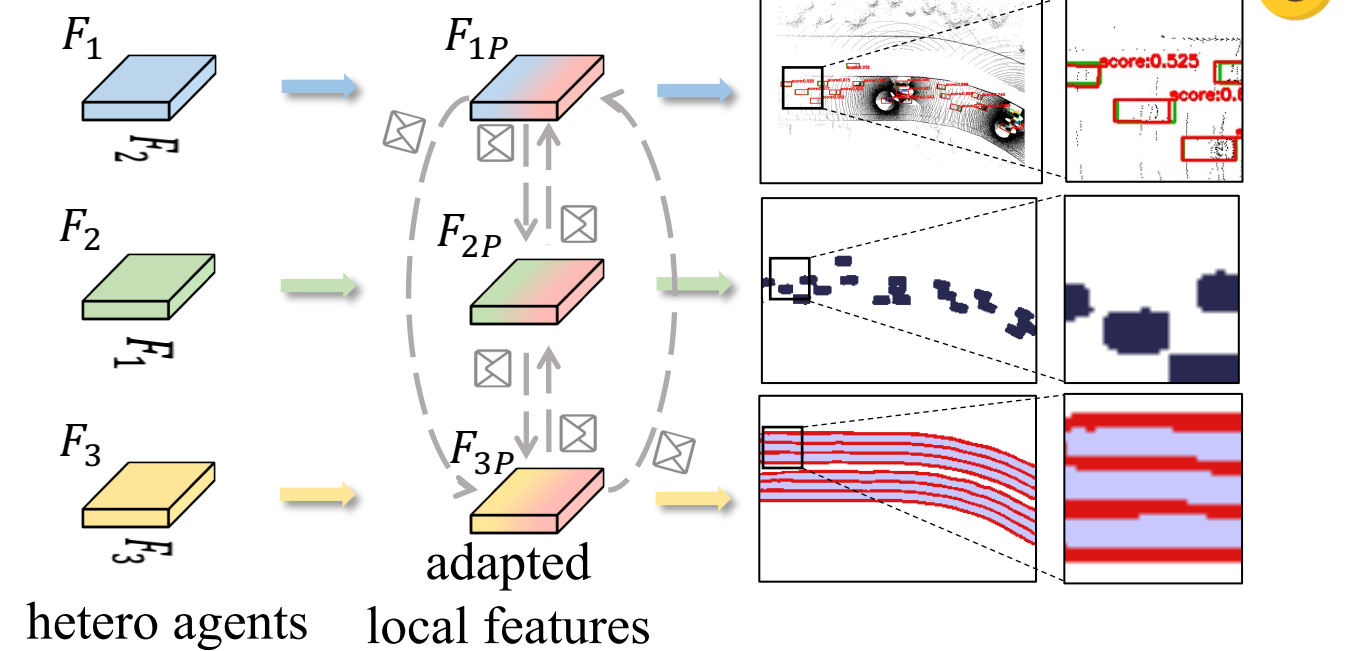 F₁
F₁P
F₂
score:0.525
score:0.
F₂
F₂P
F₁
F₃
F₃P
F₃
adapted
hetero agents
local features